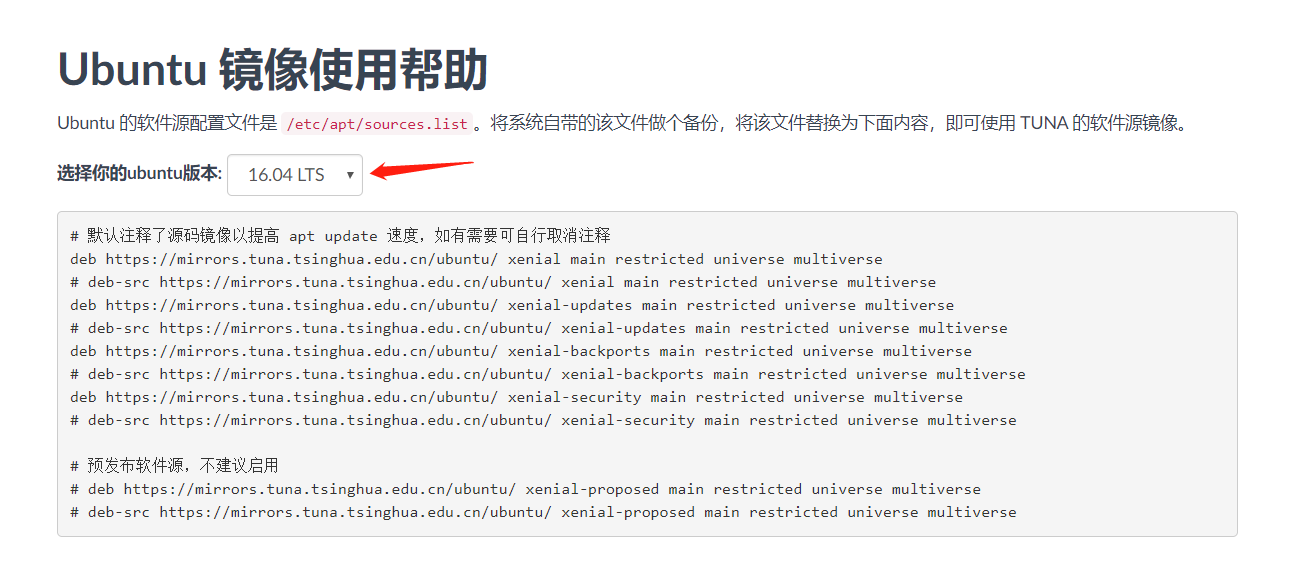 Ubuntu 镜像使用帮助
Ubuntu 的软件源配置文件是 /etc/apt/sources.list 。将系统自带的该文件做个备份，将该文件替换为下面内容，即可使用 TUNA 的软件源镜像。
选择你的ubuntu版本: 16.04 LTS
# 默认注释了源码镜像以提高 apt update 速度，如有需要可自行取消注释
deb https://mirrors.tuna.tsinghua.edu.cn/ubuntu/ xenial main restricted universe multiverse
# deb-src https://mirrors.tuna.tsinghua.edu.cn/ubuntu/ xenial main restricted universe multiverse
deb https://mirrors.tuna.tsinghua.edu.cn/ubuntu/ xenial-updates main restricted universe multiverse
# deb-src https://mirrors.tuna.tsinghua.edu.cn/ubuntu/ xenial-updates main restricted universe multiverse
deb https://mirrors.tuna.tsinghua.edu.cn/ubuntu/ xenial-backports main restricted universe multiverse
# deb-src https://mirrors.tuna.tsinghua.edu.cn/ubuntu/ xenial-backports main restricted universe multiverse
deb https://mirrors.tuna.tsinghua.edu.cn/ubuntu/ xenial-security main restricted universe multiverse
# deb-src https://mirrors.tuna.tsinghua.edu.cn/ubuntu/ xenial-security main restricted universe multiverse
# 预发布软件源，不建议启用
# deb https://mirrors.tuna.tsinghua.edu.cn/ubuntu/ xenial-proposed main restricted universe multiverse
# deb-src https://mirrors.tuna.tsinghua.edu.cn/ubuntu/ xenial-proposed main restricted universe multiverse